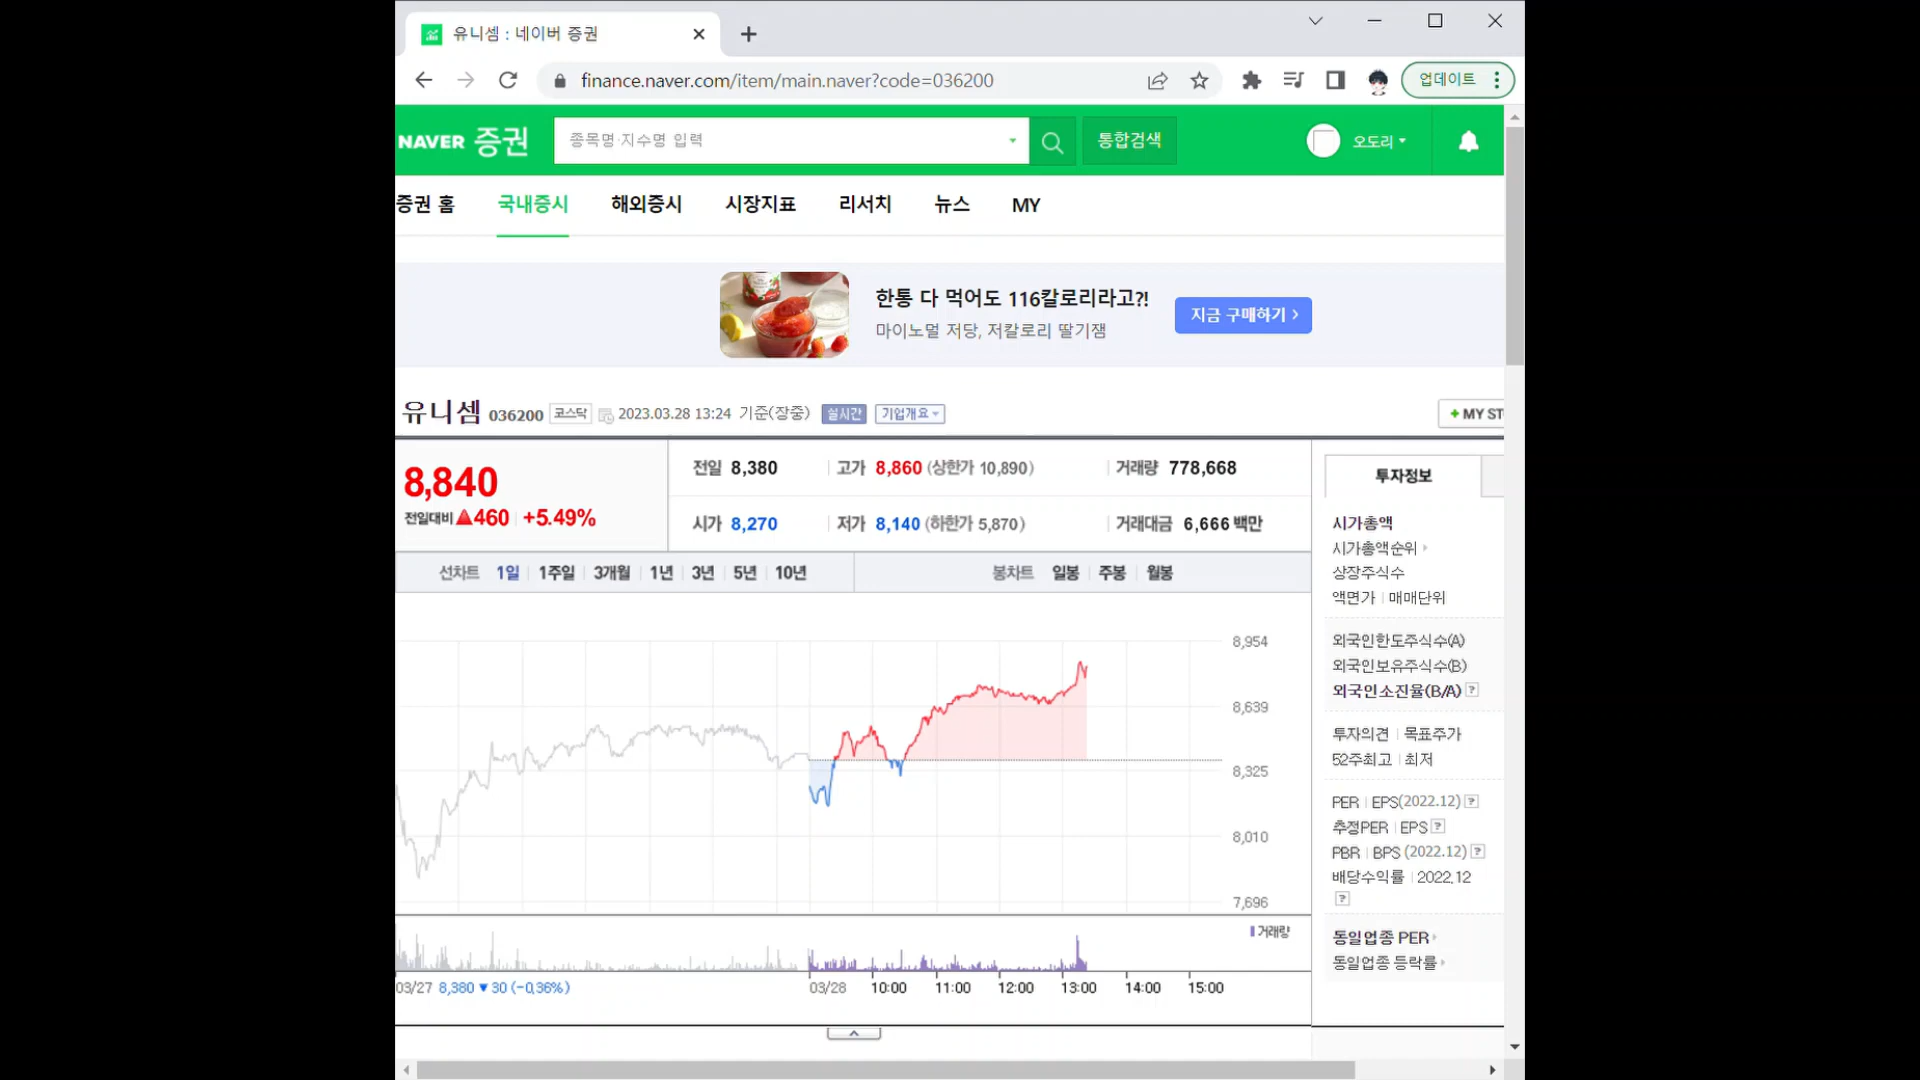 유니셈 : 네이버 증권
finance.naver.com/item/main.naver?code=036200
업데이트
NAVER 증권
종목명·지수명 입력
통합검색
오도리
증권 홈 국내증시 해외증시 시장지표 리서치 뉴스 MY
한통 다 먹어도 116칼로리라고?!
마이노멀 저당, 저칼로리 딸기잼
지금 구매하기 >
유니셈 036200 코스닥 2023.03.28 13:24 기준(장중) 실시간 기업개요
+ MY ST
8,840
전일대비 ▲460 +5.49%
전일 8,380 고가 8,860 (상한가 10,890) 거래량 778,668
시가 8,270 저가 8,140 (하한가 5,870) 거래대금 6,666 백만
선차트 1일 1주일 3개월 1년 3년 5년 10년 봉차트 일봉 주봉 월봉
8,954
8,639
8,325
8,010
7,696
거래량
03/27 8,380 ▼ 30 (-0.36%)
03/28 10:00 11:00 12:00 13:00 14:00 15:00
투자정보
시가총액
시가총액순위
상장주식수
액면가 | 매매단위
외국인한도주식수(A)
외국인보유주식수(B)
외국인소진율(B/A) ?
투자의견 | 목표주가
52주최고 | 최저
PER | EPS(2022.12) ?
추정PER | EPS ?
PBR | BPS (2022.12) ?
배당수익률 | 2022.12
?
동일업종 PER
동일업종 등락률